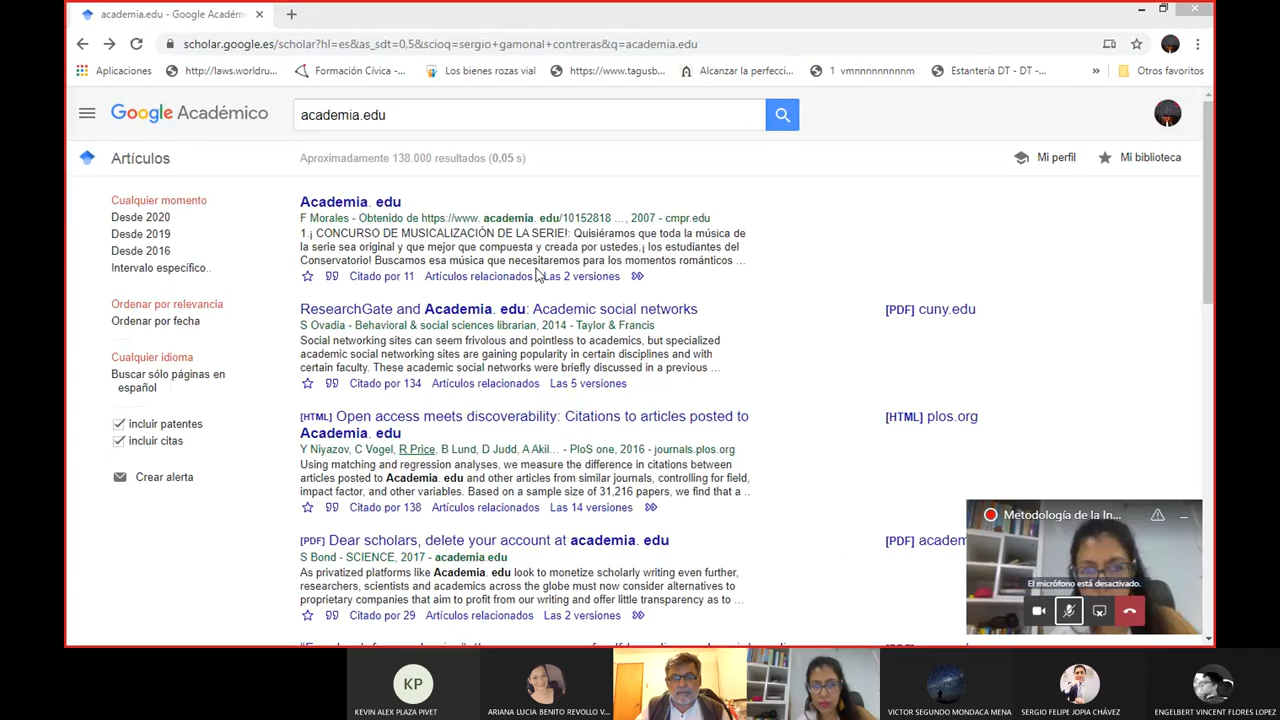 academia.edu - Google Académi
scholar.google.es/scholar?hl=es&as_sdt=0,5&scioq=sergio+gamonal+contreras&q=academia.edu
Aplicaciones
http://laws.worldru...
Formación Cívica -...
Los bienes rozas vial
https://www.tagusb...
Alcanzar la perfecci...
1 vmnnnnnnnnm
Estantería DT - DT -...
»
Otros favoritos
Google Académico
academia.edu
Artículos
Aproximadamente 138.000 resultados (0,05 s)
Mi perfil
Mi biblioteca
Cualquier momento
Desde 2020
Desde 2019
Desde 2016
Intervalo específico..
Ordenar por relevancia
Ordenar por fecha
Cualquier idioma
Buscar sólo páginas en
español
incluir patentes
incluir citas
Crear alerta
Academia. edu
F Morales - Obtenido de https://www. academia. edu/10152818 …, 2007 - cmpr.edu
1.¡ CONCURSO DE MUSICALIZACIÓN DE LA SERIE¡: Quisiéramos que toda la música de
la serie sea original y que mejor que compuesta y creada por ustedes,¡ los estudiantes del
Conservatorio! Buscamos esa música que necesitaremos para los momentos románticos …
Citado por 11 Artículos relacionados Las 2 versiones
ResearchGate and Academia. edu: Academic social networks
[PDF] cuny.edu
S Ovadia - Behavioral & social sciences librarian, 2014 - Taylor & Francis
Social networking sites can seem frivolous and pointless to academics, but specialized
academic social networking sites are gaining popularity in certain disciplines and with
certain faculty. These academic social networks were briefly discussed in a previous …
Citado por 134 Artículos relacionados Las 5 versiones
[HTML] Open access meets discoverability: Citations to articles posted to
Academia. edu
[HTML] plos.org
Y Niyazov, C Vogel, R Price, B Lund, D Judd, A Akil… - PloS one, 2016 - journals.plos.org
Using matching and regression analyses, we measure the difference in citations between
articles posted to Academia. edu and other articles from similar journals, controlling for field,
impact factor, and other variables. Based on a sample size of 31,216 papers, we find that a ..
Citado por 138 Artículos relacionados Las 14 versiones
[PDF] Dear scholars, delete your account at academia. edu
[PDF] academ
S Bond - SCIENCE, 2017 - academia.edu
As privatized platforms like Academia. edu look to monetize scholarly writing even further,
researchers, scientists and academics across the globe must now consider alternatives to
proprietary companies that aim to profit from our writing and offer little transparency as to …
Citado por 29 Artículos relacionados Las 2 versiones
Metodología de la In...
El micrófono está desactivado.
KP
KEVIN ALEX PLAZA PIVET
ARIANA LUCIA BENITO REVOLLO V...
VICTOR SEGUNDO MONDACA MENA
SERGIO FELIPE JOPIA CHÁVEZ
ENGELBERT VINCENT FLORES LOPEZ